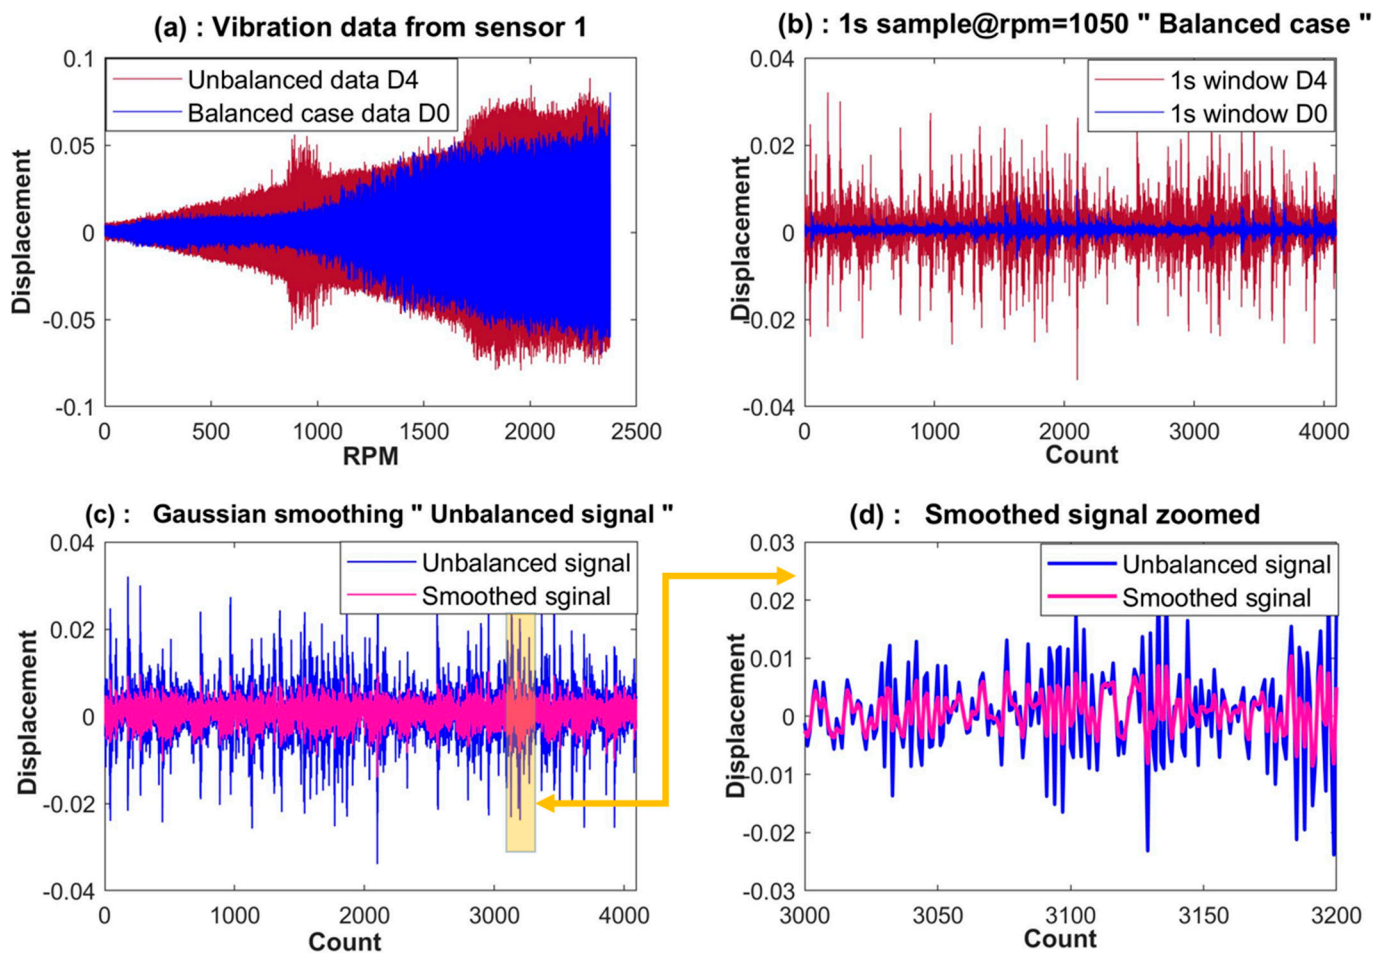 (a) : Vibration data from sensor 1
0.1
0.05
0
-0.05
-0.1
Displacement
Unbalanced data D4
Balanced case data D0
0 500 1000 1500 2000 2500
RPM
(b) : 1s sample@rpm=1050 " Balanced case "
0.04
0.02
0
-0.02
-0.04
Displacement
1s window D4
1s window D0
0 1000 2000 3000 4000
Count
(c) : Gaussian smoothing " Unbalanced signal "
0.04
0.02
0
-0.02
-0.04
Displacement
Unbalanced signal
Smoothed sginal
0 1000 2000 3000 4000
Count
(d) : Smoothed signal zoomed
0.03
0.02
0.01
0
-0.01
-0.02
-0.03
Displacement
Unbalanced signal
Smoothed sginal
3000 3050 3100 3150 3200
Count